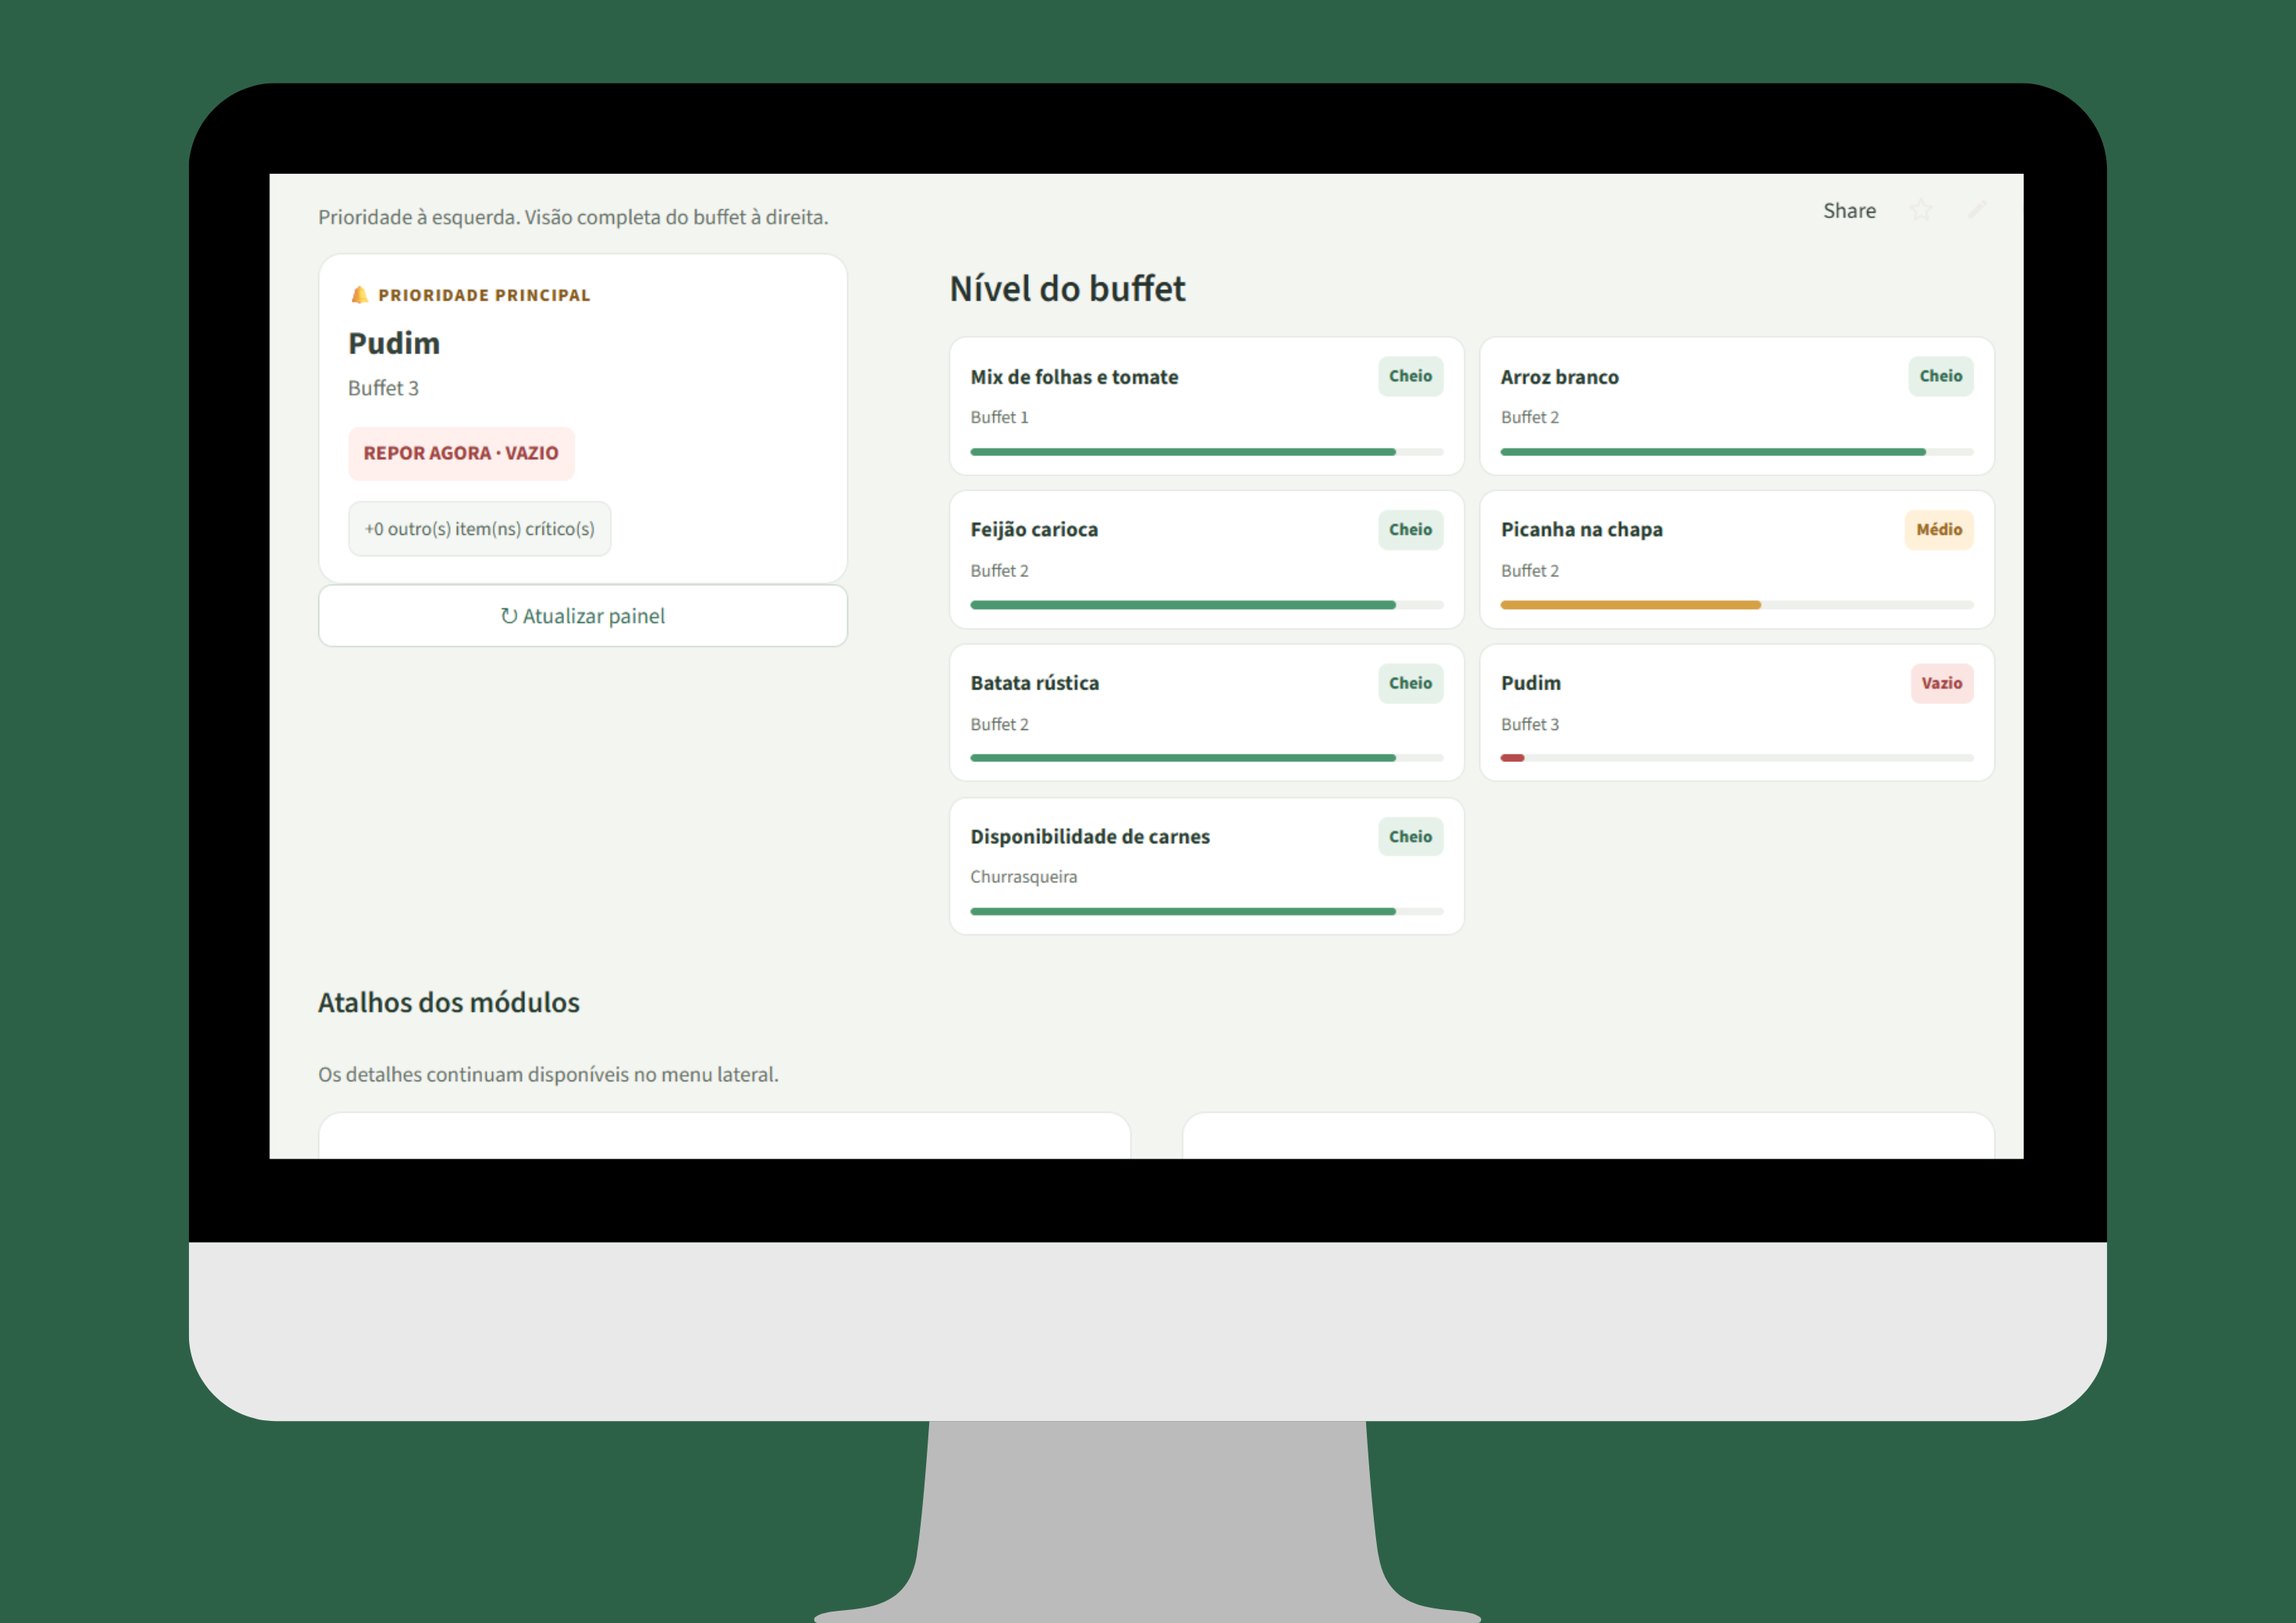 Prioridade à esquerda. Visão completa do buffet à direita.
Share
🔔 PRIORIDADE PRINCIPAL
Pudim
Buffet 3
REPOR AGORA · VAZIO
+0 outro(s) item(ns) crítico(s)
↻ Atualizar painel
Nível do buffet
Mix de folhas e tomate
Cheio
Buffet 1
Arroz branco
Cheio
Buffet 2
Feijão carioca
Cheio
Buffet 2
Picanha na chapa
Médio
Buffet 2
Batata rústica
Cheio
Buffet 2
Pudim
Vazio
Buffet 3
Disponibilidade de carnes
Cheio
Churrasqueira
Atalhos dos módulos
Os detalhes continuam disponíveis no menu lateral.